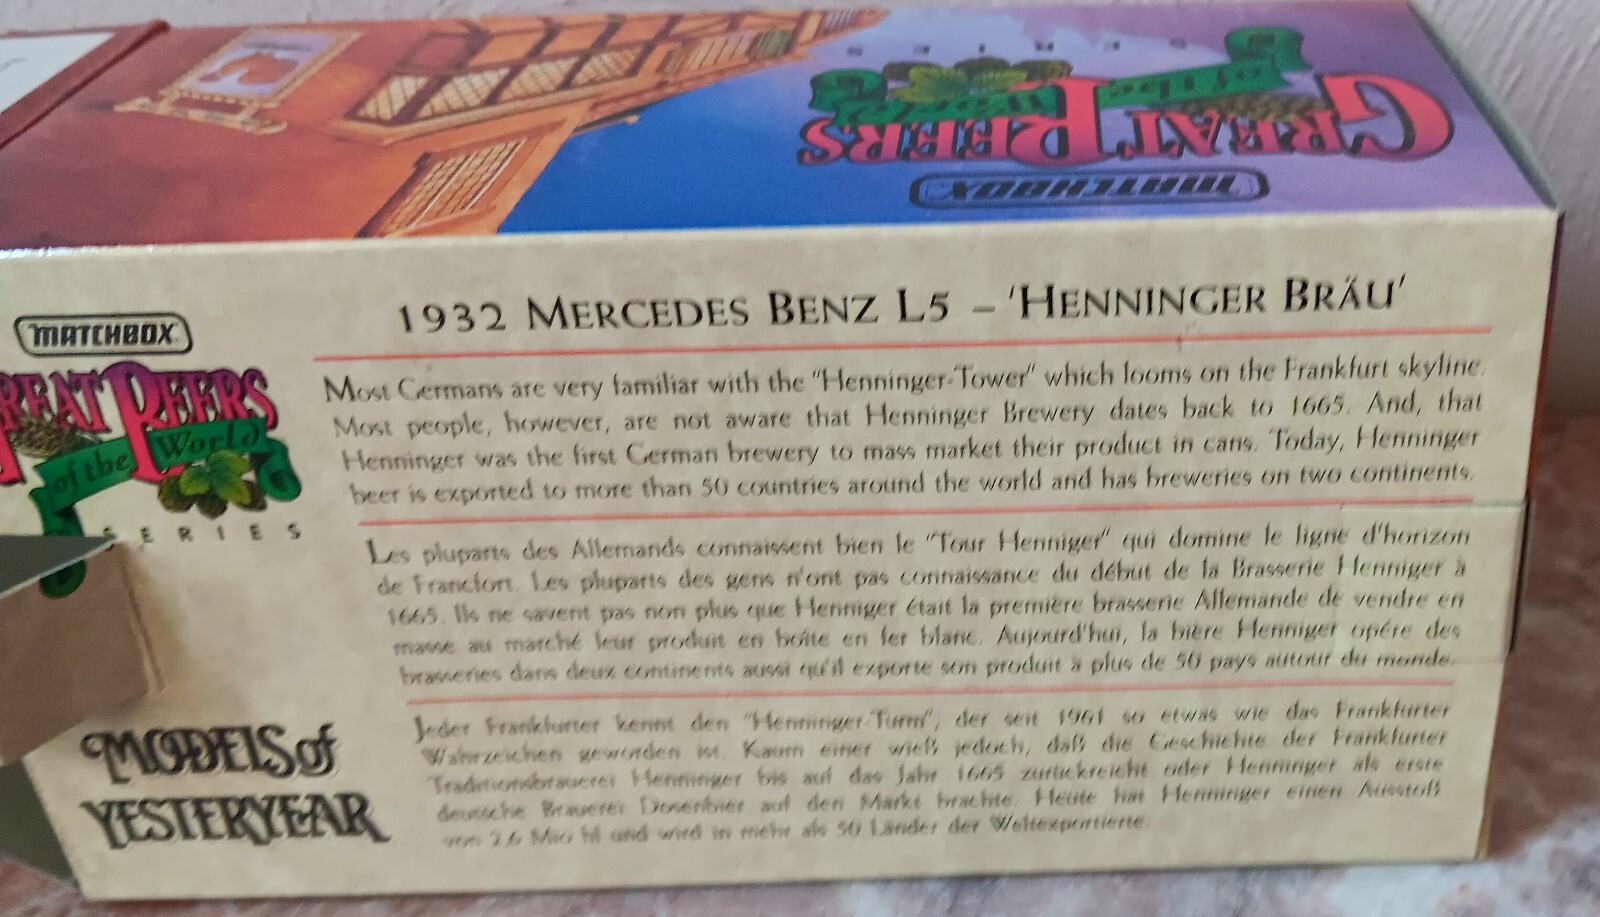 SERIES
GREAT BEERS
of the World
MATCHBOX
1932 MERCEDES BENZ L5 – 'HENNINGER BRÄU'
MATCHBOX
REAT BEERS
of the World
SERIES
Most Germans are very familiar with the "Henninger-Tower" which looms on the Frankfurt skyline.
Most people, however, are not aware that Henninger Brewery dates back to 1665. And, that
Henninger was the first German brewery to mass market their product in cans. Today, Henninger
beer is exported to more than 50 countries around the world and has breweries on two continents.
Les pluparts des Allemands connaissent bien le "Tour Henniger" qui domine le ligne d'horizon
de Francfort. Les pluparts des gens n'ont pas connaissance du début de la Brasserie Henniger à
1665. Ils ne savent pas non plus que Henniger était la première brasserie Allemande de vendre en
masse au marché leur produit en boîte en fer blanc. Aujourd'hui, la bière Henniger opére des
brasseries dans deux continents aussi qu'il exporte son produit à plus de 50 pays autour du monde.
MODELS of
YESTERYEAR
Jeder Frankfurter kennt den "Henninger-Turm", der seit 1961 so etwas wie das Frankfurter
Wahrzeichen geworden ist. Kaum einer wieß jedoch, daß die Geschichte der Frankfurter
Traditionsbrauerei Henninger bis auf das Jahr 1665 zurückreicht oder Henninger als erste
deutsche Brauerei Dosenbier auf den Markt brachte. Heute hat Henninger einen Ausstoß
von 2.6 Mio hl und wird in mehr als 50 Länder der Weltexportierte.